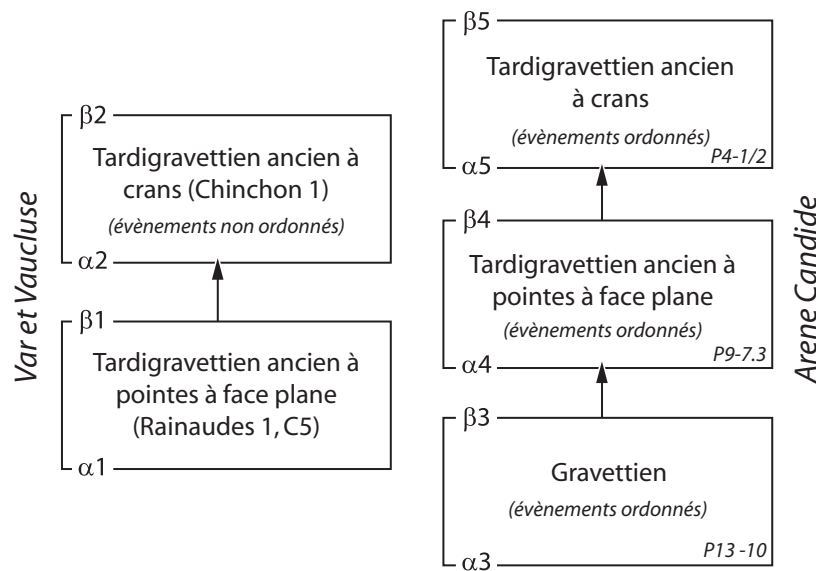 Var et Vaucluse
β2
Tardigravettien ancien à
crans (Chinchon 1)
(évènements non ordonnés)
α2
β1
Tardigravettien ancien à
pointes à face plane
(Rainaudes 1, C5)
α1
β5
Tardigravettien ancien
à crans
(évènements ordonnés)
P4-1/2
α5
β4
Tardigravettien ancien à
pointes à face plane
(évènements ordonnés)
P9-7.3
α4
β3
Gravettien
(évènements ordonnés)
P13 -10
α3
Arene Candide